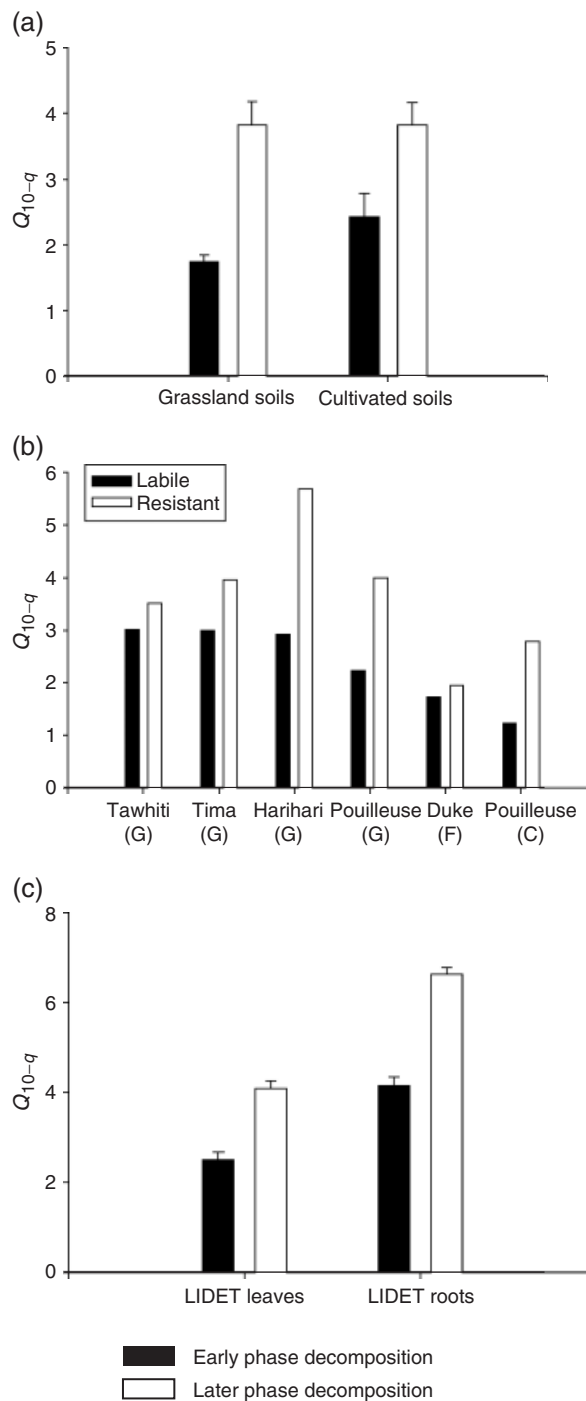 (a)
5
4
3
2
1
0
Q10–q
Grassland soils Cultivated soils
(b)
6
5
4
3
2
1
0
Q10–q
Labile
Resistant
Tawhiti Tima Harihari Pouilleuse Duke Pouilleuse
(G) (G) (G) (G) (F) (C)
(c)
8
6
4
2
0
Q10–q
LIDET leaves LIDET roots
Early phase decomposition
Later phase decomposition